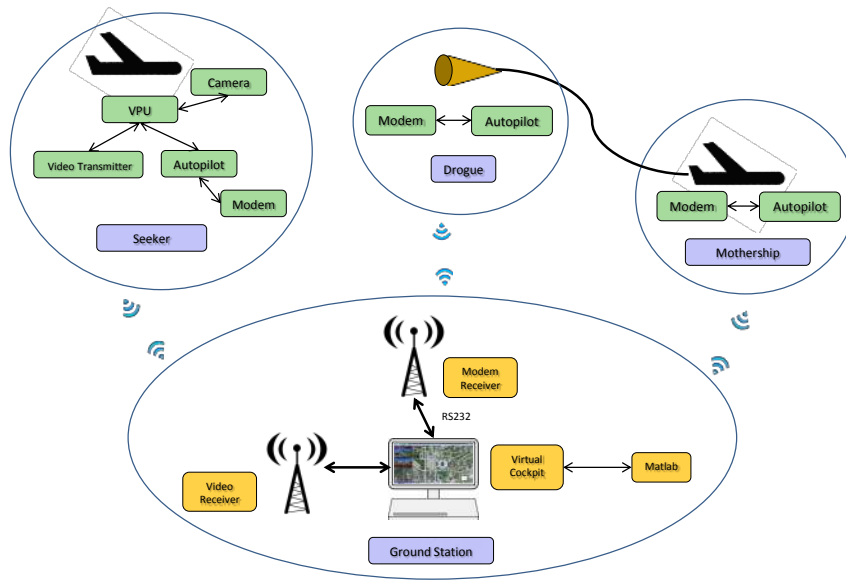 Camera
VPU
Video Transmitter
Autopilot
Modem
Seeker
Modem
Autopilot
Drogue
Modem
Autopilot
Mothership
Modem
Receiver
RS232
Video
Receiver
Virtual
Cockpit
Matlab
Ground Station